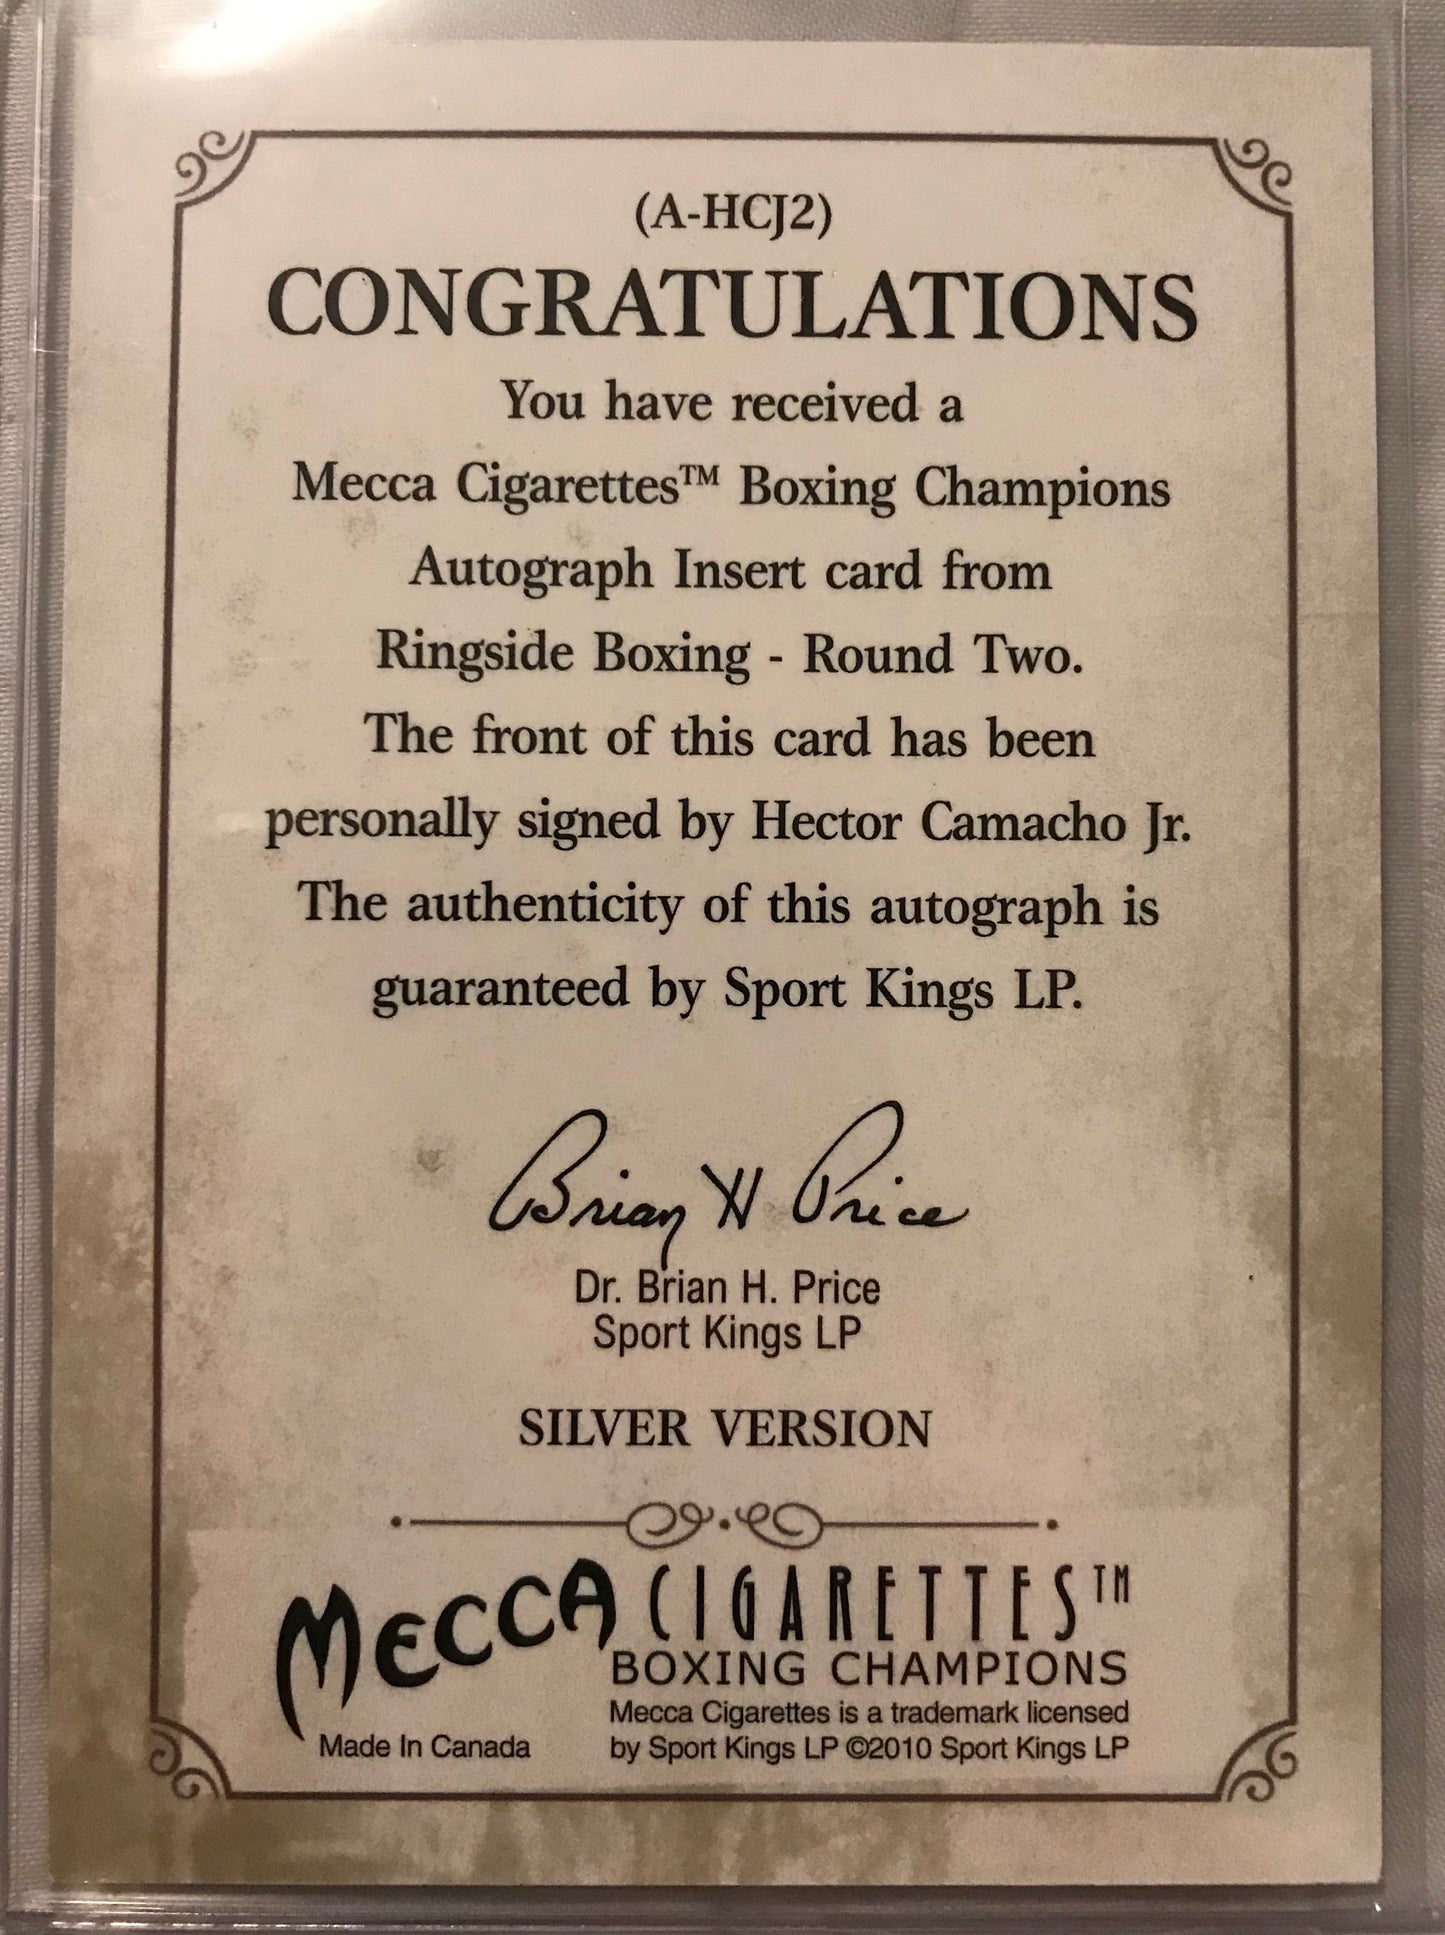 (A-HCJ2)
CONGRATULATIONS
You have received a
Mecca Cigarettes™ Boxing Champions
Autograph Insert card from
Ringside Boxing - Round Two.
The front of this card has been
personally signed by Hector Camacho Jr.
The authenticity of this autograph is
guaranteed by Sport Kings LP.
Brian H Price
Dr. Brian H. Price
Sport Kings LP
SILVER VERSION
MECCA CIGARETTES™
BOXING CHAMPIONS
Mecca Cigarettes is a trademark licensed
Made In Canada by Sport Kings LP ©2010 Sport Kings LP